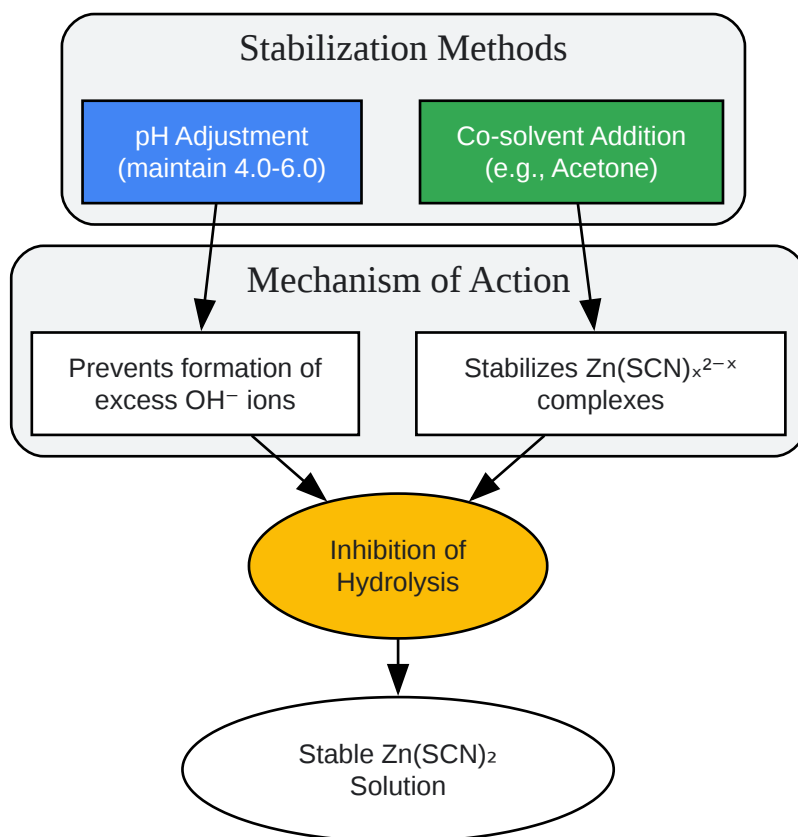 Stabilization Methods
pH Adjustment
(maintain 4.0-6.0)
Co-solvent Addition
(e.g., Acetone)
Mechanism of Action
Prevents formation of
excess OH⁻ ions
Stabilizes Zn(SCN)ₓ²⁻ˣ
complexes
Inhibition of
Hydrolysis
Stable Zn(SCN)₂
Solution